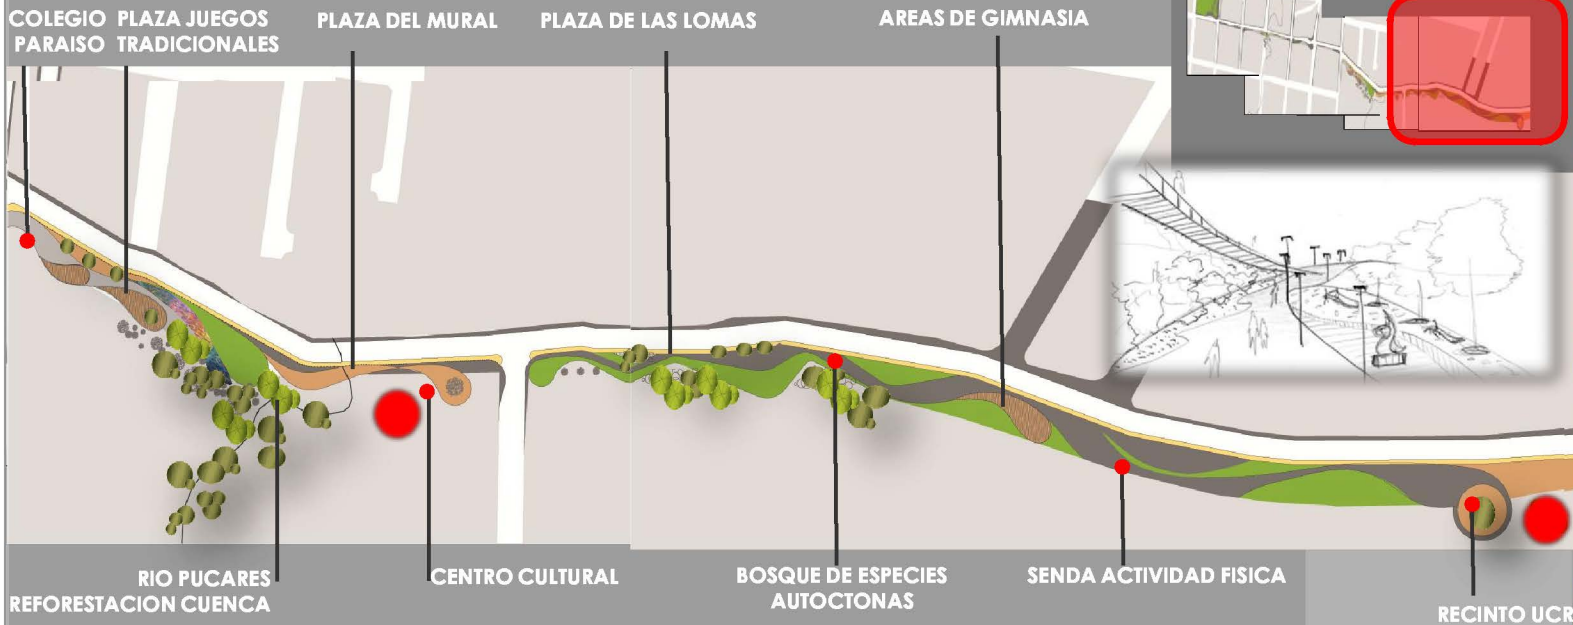 COLEGIO
PARAISO
PLAZA JUEGOS
TRADICIONALES
PLAZA DEL MURAL
PLAZA DE LAS LOMAS
AREAS DE GIMNASIA
RIO PUCARES
REFORESTACION CUENCA
CENTRO CULTURAL
BOSQUE DE ESPECIES
AUTOCTONAS
SENDA ACTIVIDAD FISICA
RECINTO UCR